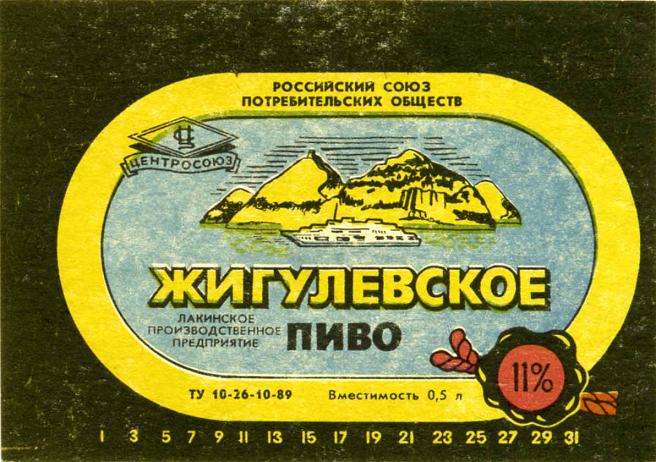 РОССИЙСКИЙ СОЮЗ
ПОТРЕБИТЕЛЬСКИХ ОБЩЕСТВ
ЦЕНТРОСОЮЗ
ЖИГУЛЕВСКОЕ
ЛАКИНСКОЕ
ПРОИЗВОДСТВЕННОЕ
ПРЕДПРИЯТИЕ
ПИВО
11%
ТУ 10-26-10-89 Вместимость 0,5 л
1 3 5 7 9 11 13 15 17 19 21 23 25 27 29 31